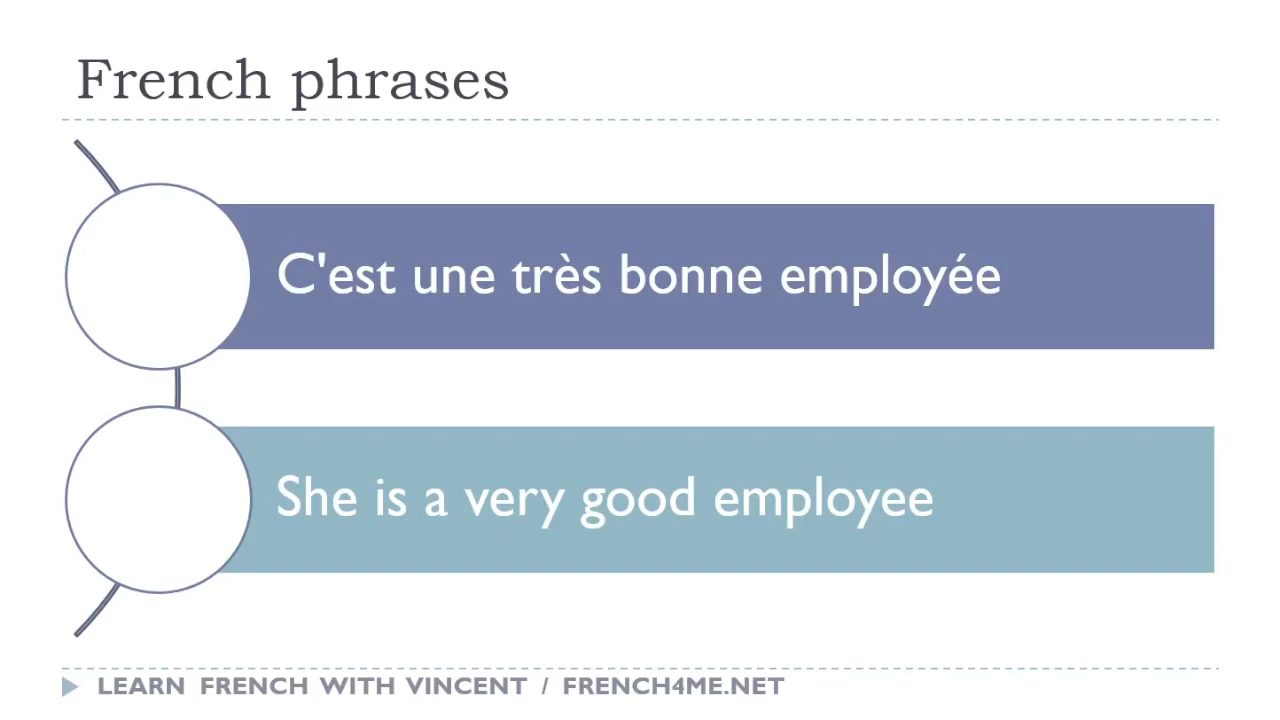 French phrases
C'est une très bonne employée
She is a very good employee
LEARN FRENCH WITH VINCENT / FRENCH4ME.NET